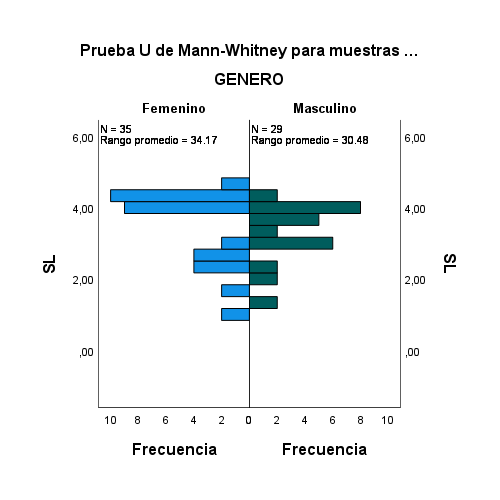 Prueba U de Mann-Whitney para muestras ...
GENERO
Femenino Masculino
N = 35 N = 29
Rango promedio = 34.17 Rango promedio = 30.48
6,00 6,00
4,00 4,00
SL SL
2,00 2,00
,00 ,00
10 8 6 4 2 0 0 2 4 6 8 10
Frecuencia Frecuencia